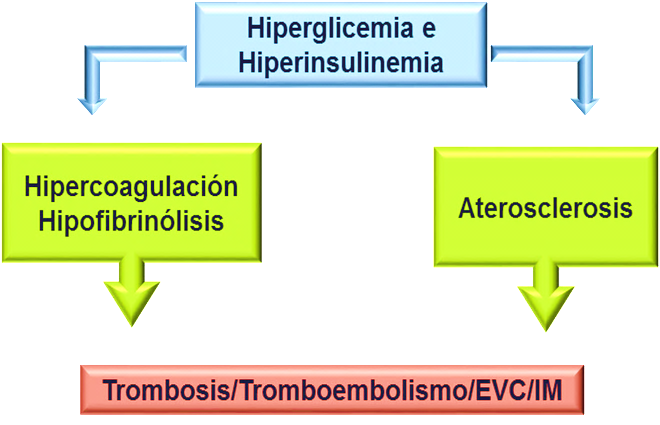 Hiperglicemia e
Hiperinsulinemia
Hipercoagulación
Hipofibrinólisis
Aterosclerosis
Trombosis/Tromboembolismo/EVC/IM